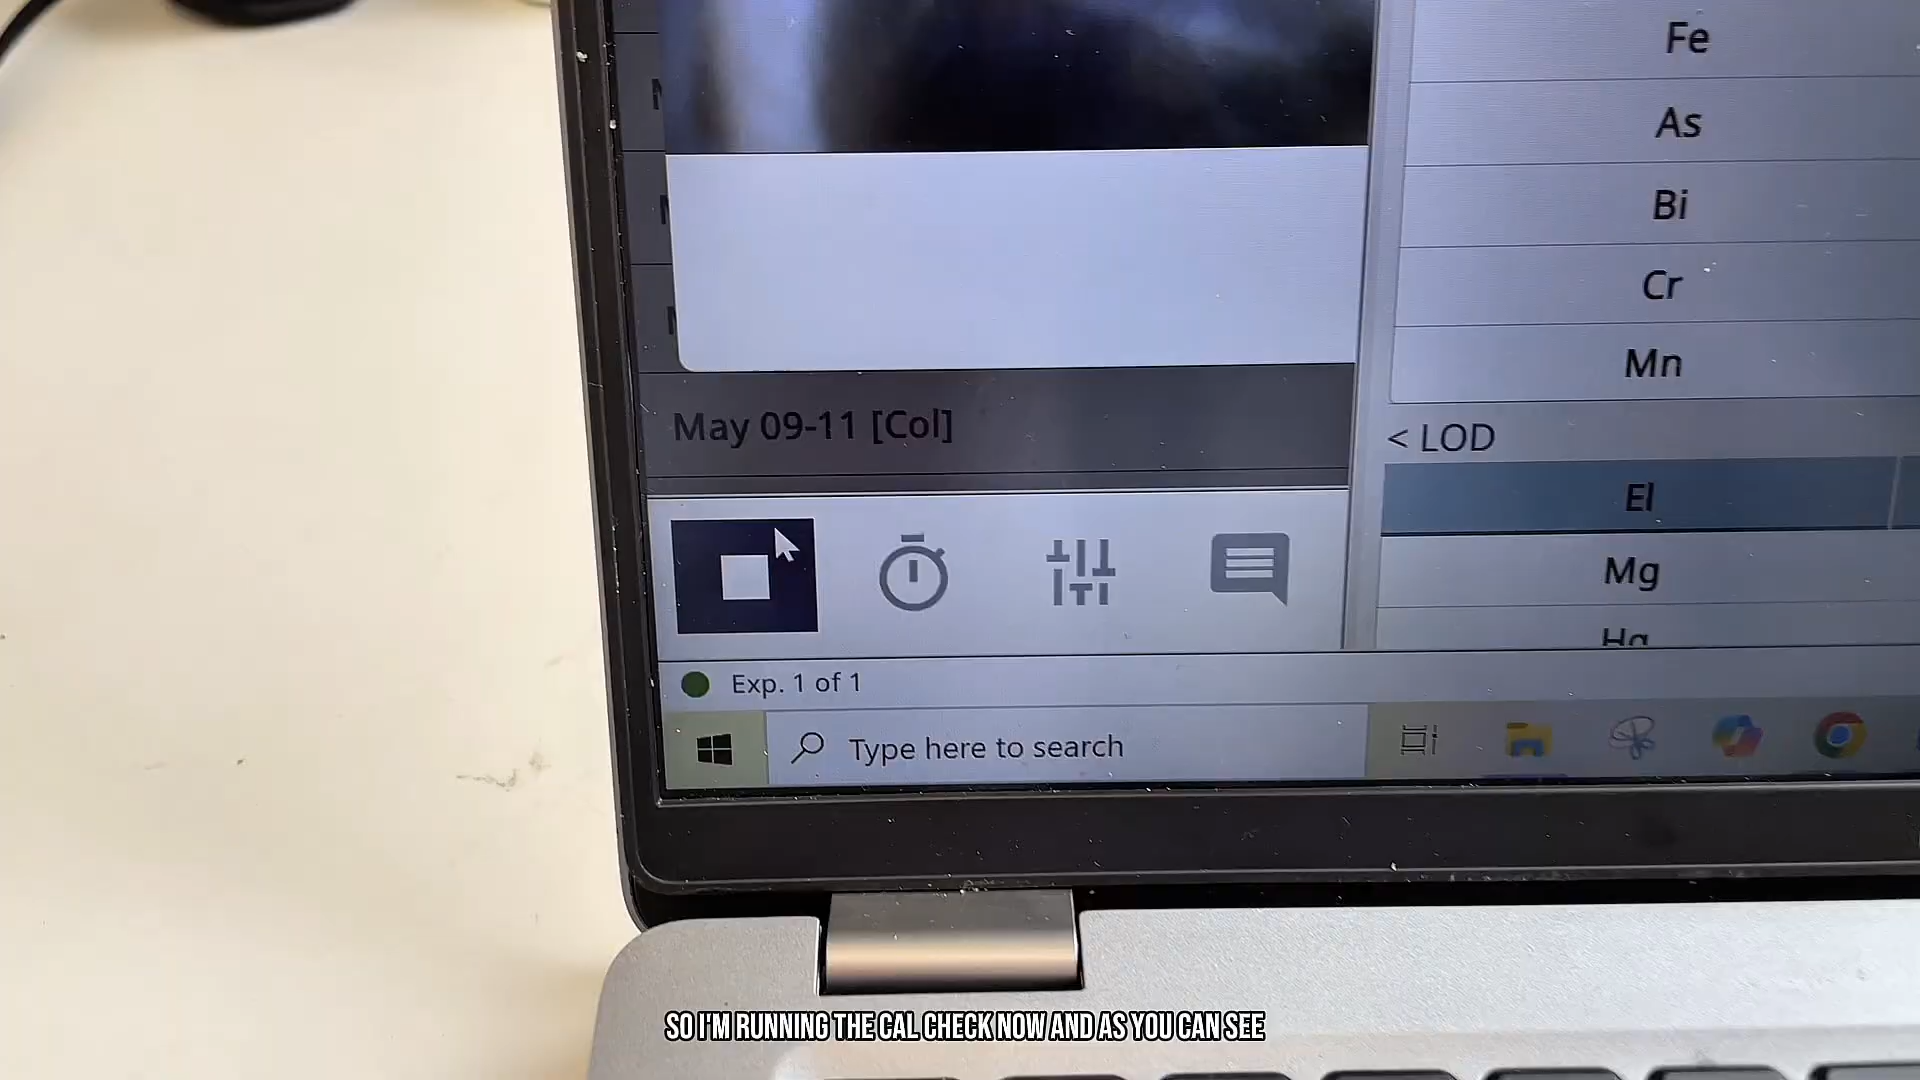 Fe
As
Bi
Cr
Mn
May 09-11 [Col]
< LOD
El
Mg
Exp. 1 of 1
Type here to search
SO I'M RUNNING THE CAL CHECK NOW AND AS YOU CAN SEE